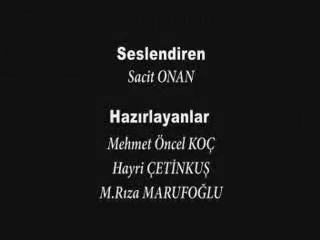 Seslendiren
Sacit ONAN
Hazırlayanlar
Mehmet Öncel KOÇ
Hayri ÇETİNKUŞ
M.Rıza MARUFOĞLU